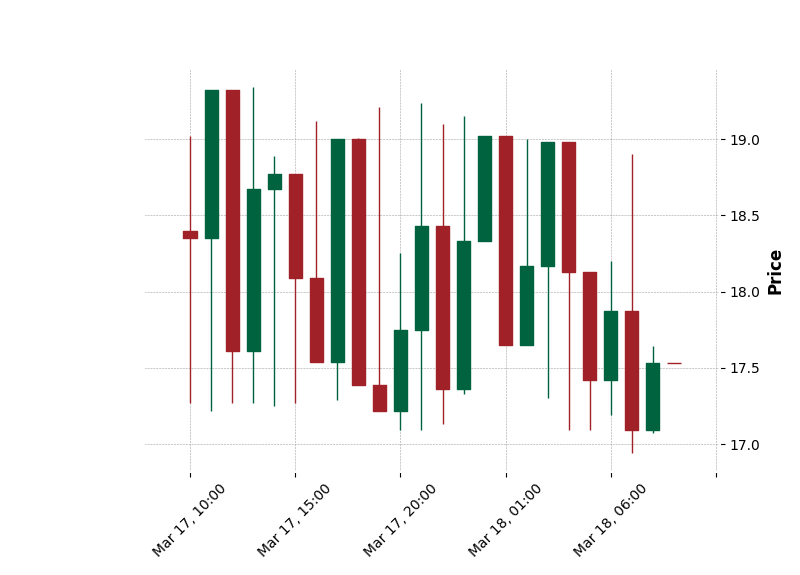 19.0
18.5
18.0
17.5
17.0
Price
Mar 17, 10:00
Mar 17, 15:00
Mar 17, 20:00
Mar 18, 01:00
Mar 18, 06:00